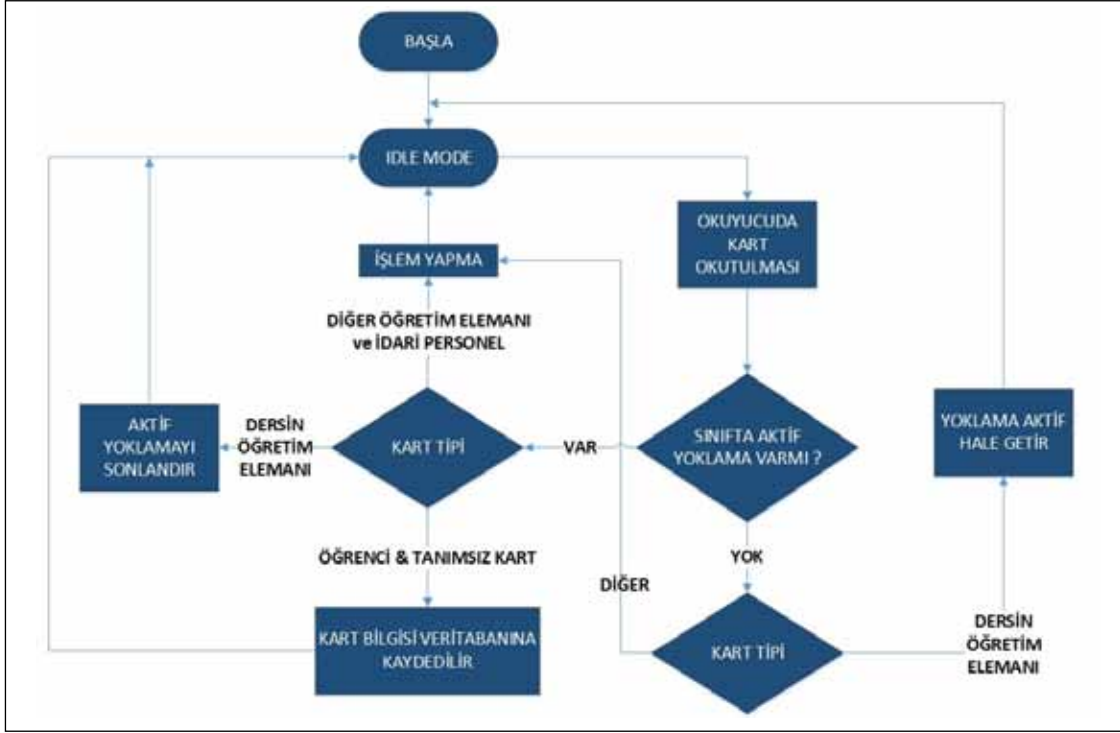 BAŞLA
IDLE MODE
OKUYUCUDA
KART
OKUTULMASI
İŞLEM YAPMA
DİĞER ÖĞRETİM ELEMANI
ve İDARİ PERSONEL
AKTİF
YOKLAMAYI
SONLANDIR
DERSİN
ÖĞRETİM
ELEMANI
KART TİPİ
VAR
SINIFTA AKTİF
YOKLAMA VARMI ?
YOKLAMA AKTİF
HALE GETİR
ÖĞRENCİ & TANIMSIZ KART
YOK
DİĞER
KART BİLGİSİ VERİTABANINA
KAYDEDİLİR
KART TİPİ
DERSİN
ÖĞRETİM
ELEMANI